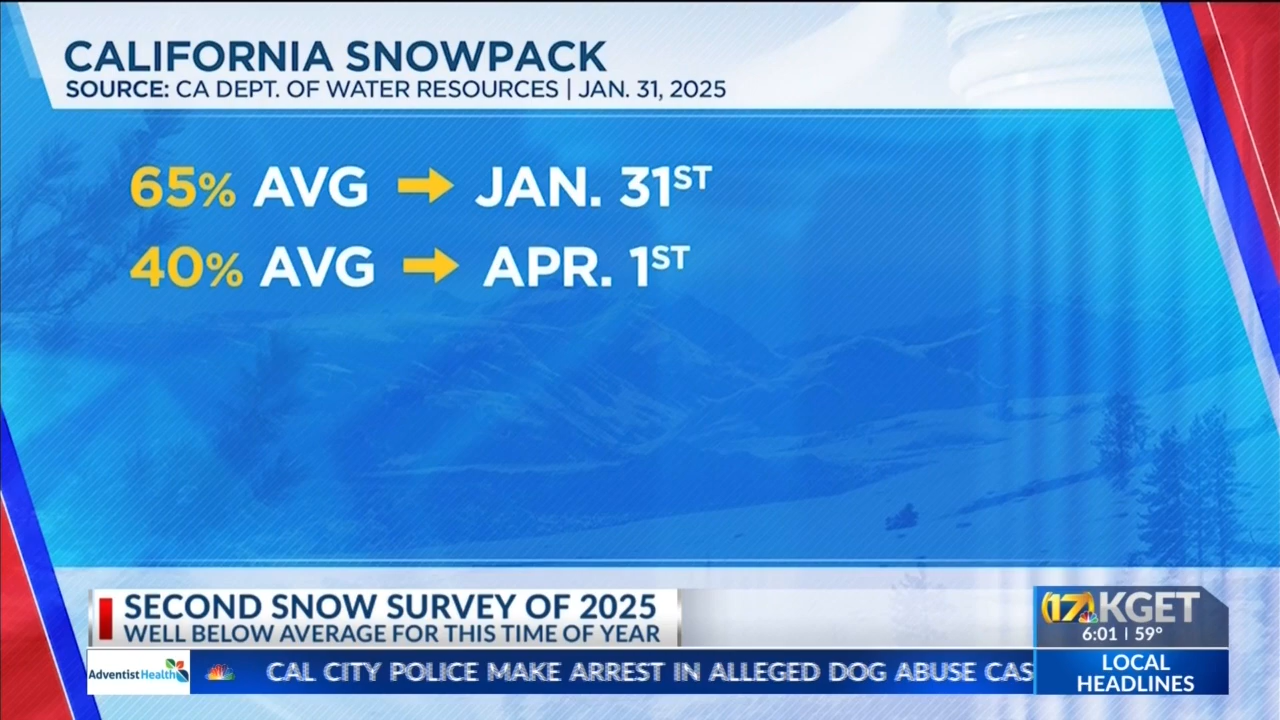 CALIFORNIA SNOWPACK
SOURCE: CA DEPT. OF WATER RESOURCES | JAN. 31, 2025
65% AVG → JAN. 31ST
40% AVG → APR. 1ST
SECOND SNOW SURVEY OF 2025
WELL BELOW AVERAGE FOR THIS TIME OF YEAR
17 KGET
6:01 | 59°
AdventistHealth
CAL CITY POLICE MAKE ARREST IN ALLEGED DOG ABUSE CAS
LOCAL
HEADLINES